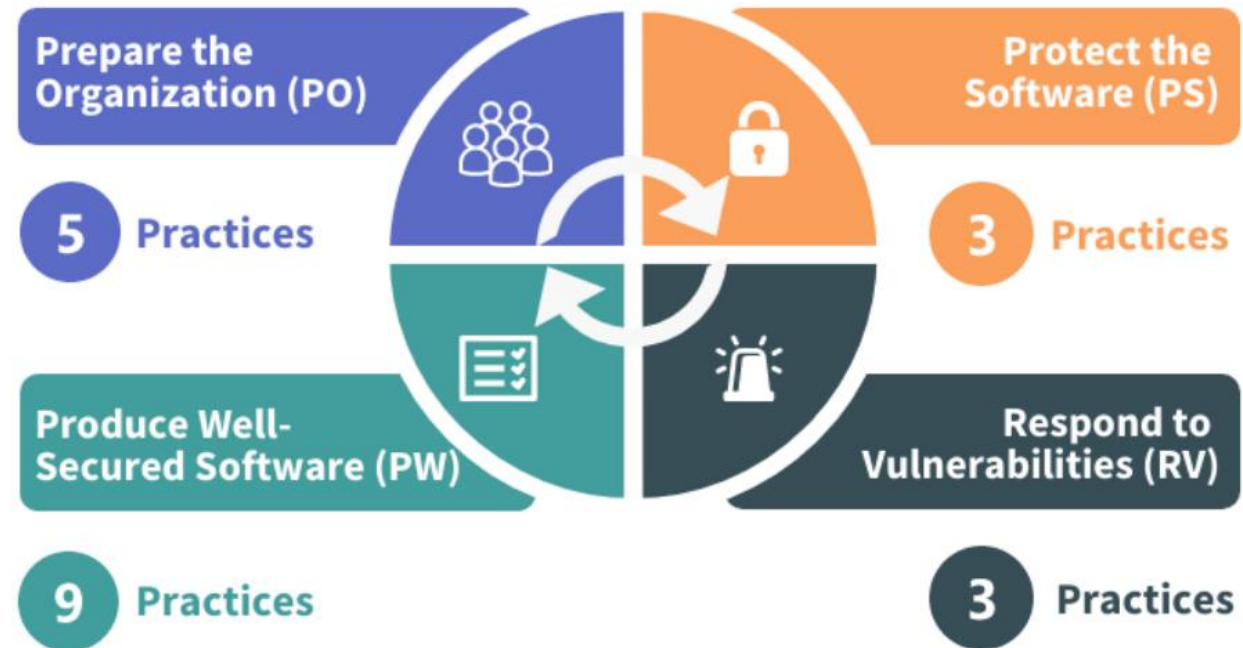 Prepare the
Organization (PO)
5 Practices
Protect the
Software (PS)
3 Practices
Produce Well-
Secured Software (PW)
9 Practices
Respond to
Vulnerabilities (RV)
3 Practices